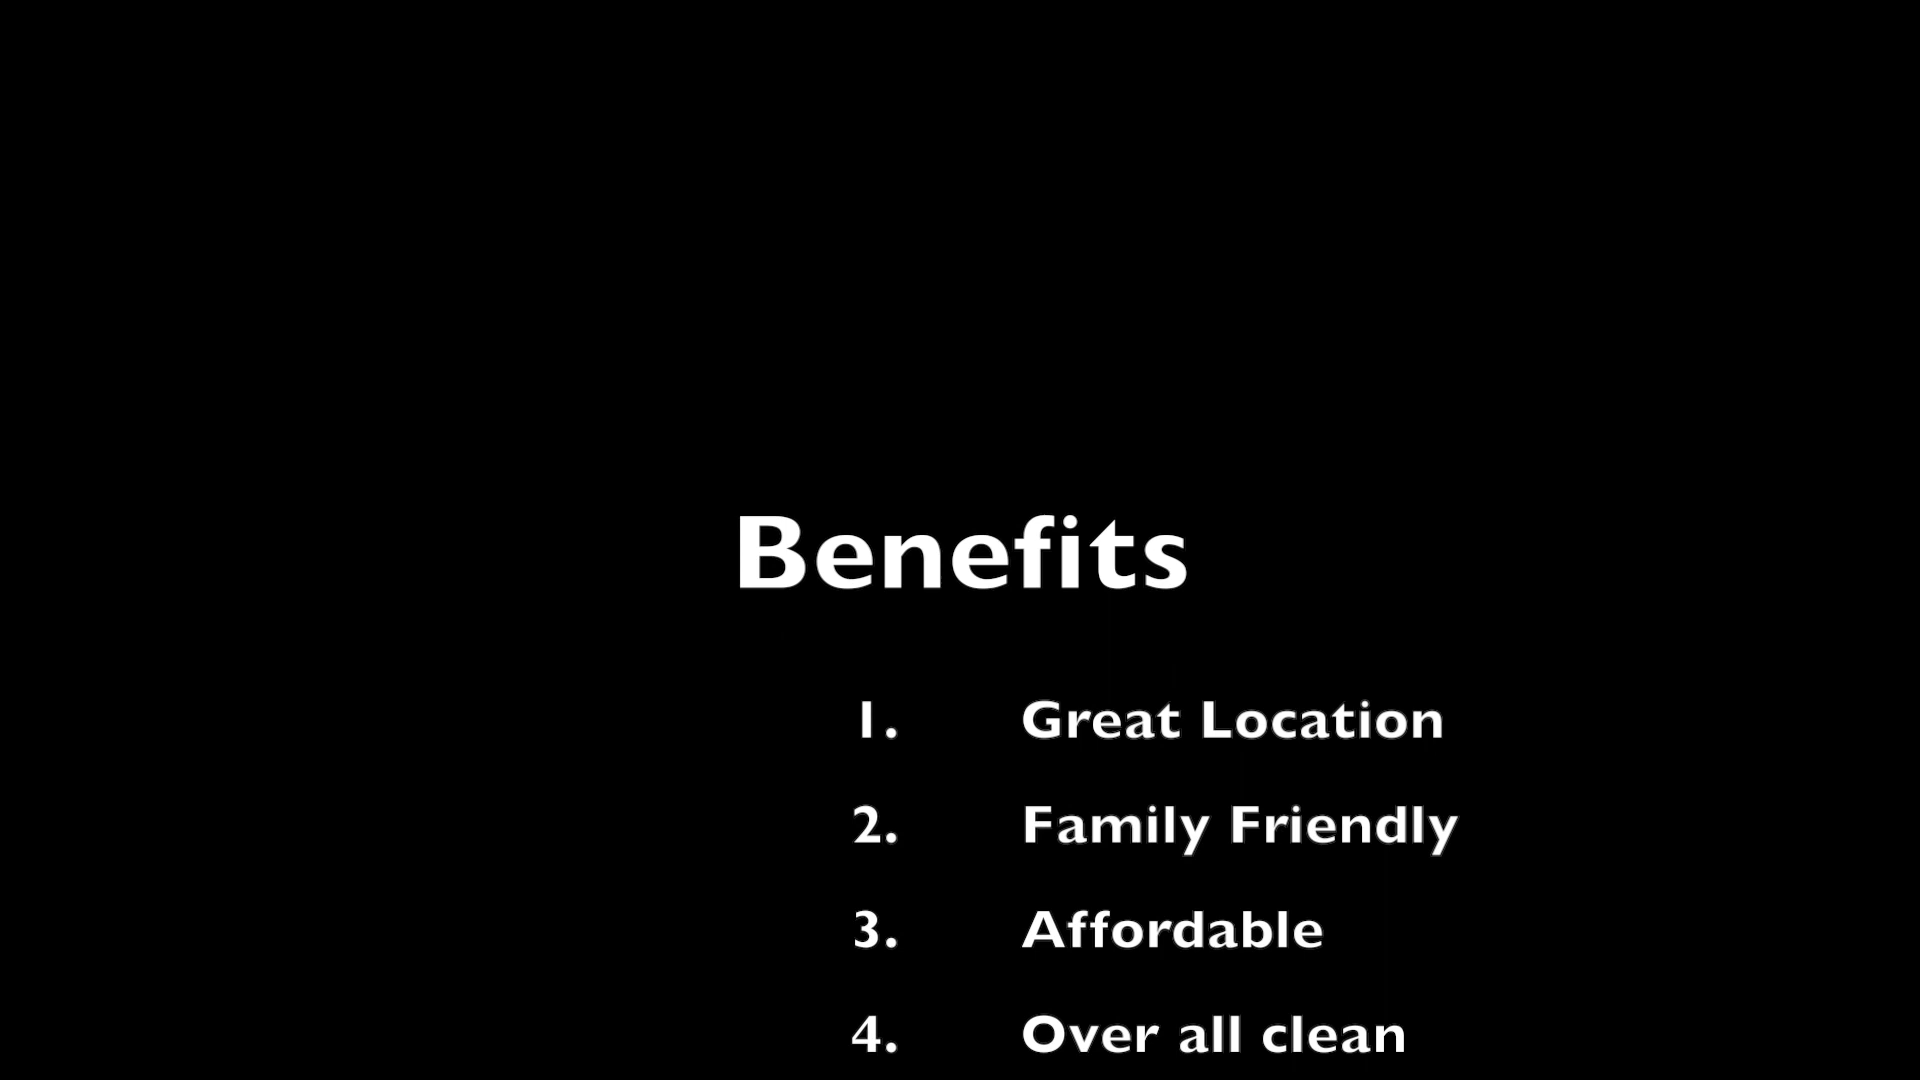 Benefits
1. Great Location
2. Family Friendly
3. Affordable
4. Over all clean